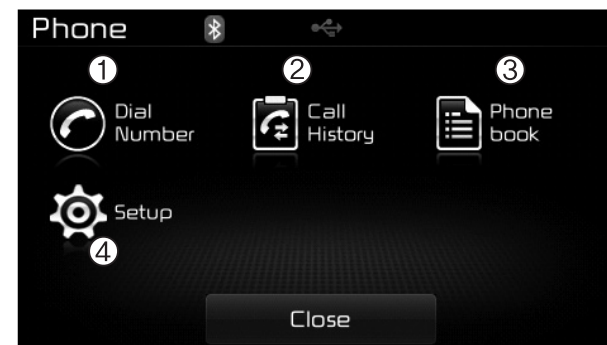 Phone
① ② ③
Dial
Number
Call
History
Phone
book
Setup
④
Close